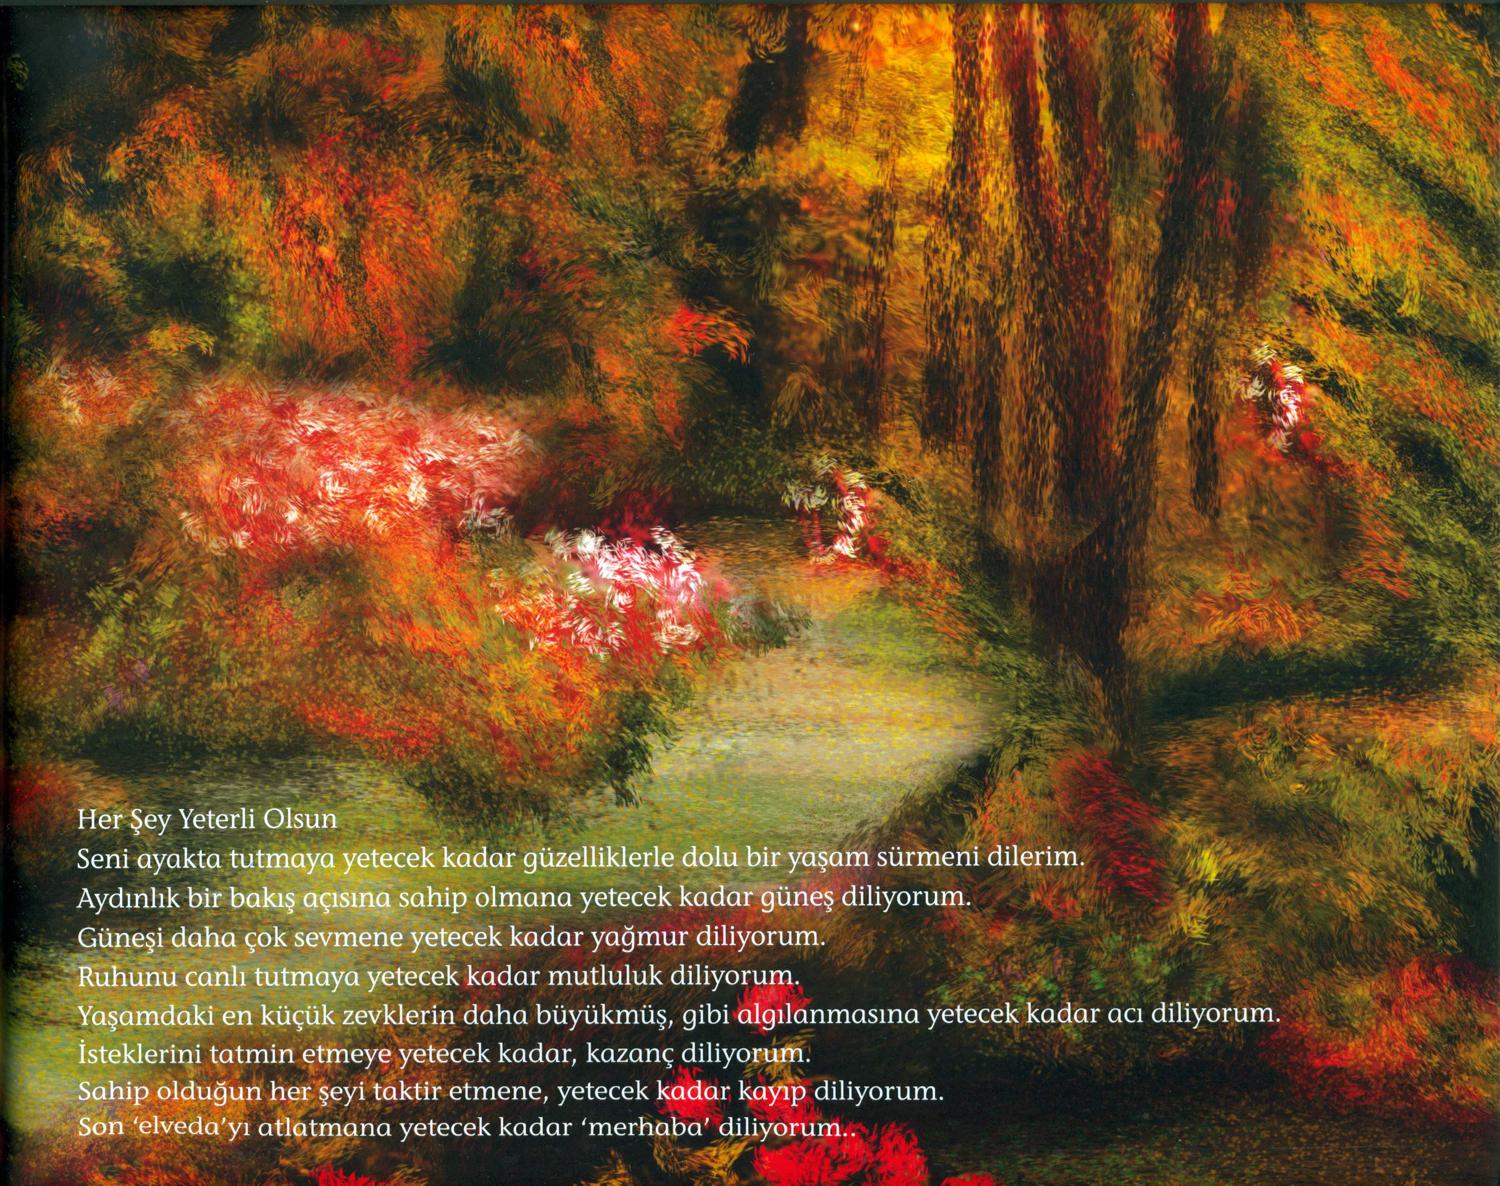 Her Şey Yeterli Olsun
Seni ayakta tutmaya yetecek kadar güzelliklerle dolu bir yaşam sürmeni dilerim.
Aydınlık bir bakış açısına sahip olmana yetecek kadar güneş diliyorum.
Güneşi daha çok sevmene yetecek kadar yağmur diliyorum.
Ruhunu canlı tutmaya yetecek kadar mutluluk diliyorum.
Yaşamdaki en küçük zevklerin daha büyükmüş, gibi algılanmasına yetecek kadar acı diliyorum.
İsteklerini tatmin etmeye yetecek kadar, kazanç diliyorum.
Sahip olduğun her şeyi taktir etmene, yetecek kadar kayıp diliyorum.
Son ‘elveda’yı atlatmana yetecek kadar ‘merhaba’ diliyorum..